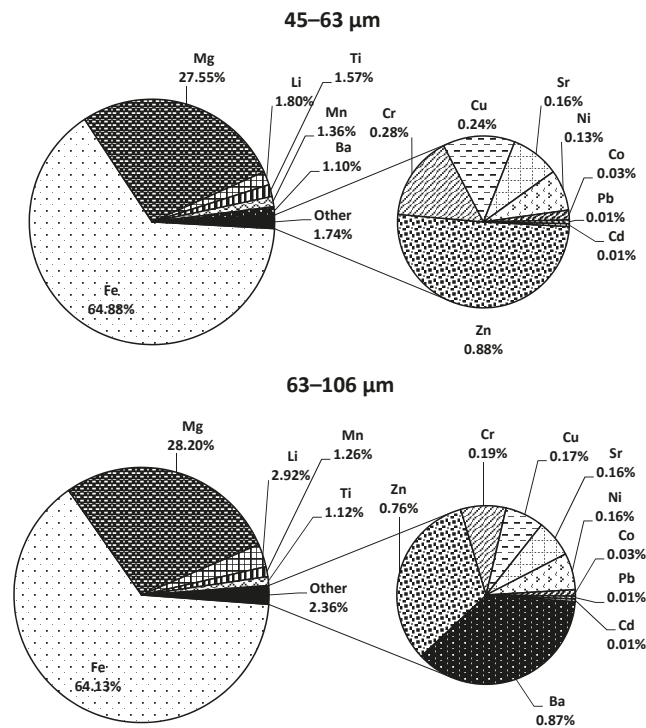 45–63 µm
Mg
27.55%
Li
1.80%
Ti
1.57%
Mn
1.36%
Ba
1.10%
Other
1.74%
Fe
64.88%
Cr
0.28%
Cu
0.24%
Sr
0.16%
Ni
0.13%
Co
0.03%
Pb
0.01%
Cd
0.01%
Zn
0.88%
63–106 µm
Mg
28.20%
Li
2.92%
Mn
1.26%
Ti
1.12%
Other
2.36%
Fe
64.13%
Zn
0.76%
Cr
0.19%
Cu
0.17%
Sr
0.16%
Ni
0.16%
Co
0.03%
Pb
0.01%
Cd
0.01%
Ba
0.87%